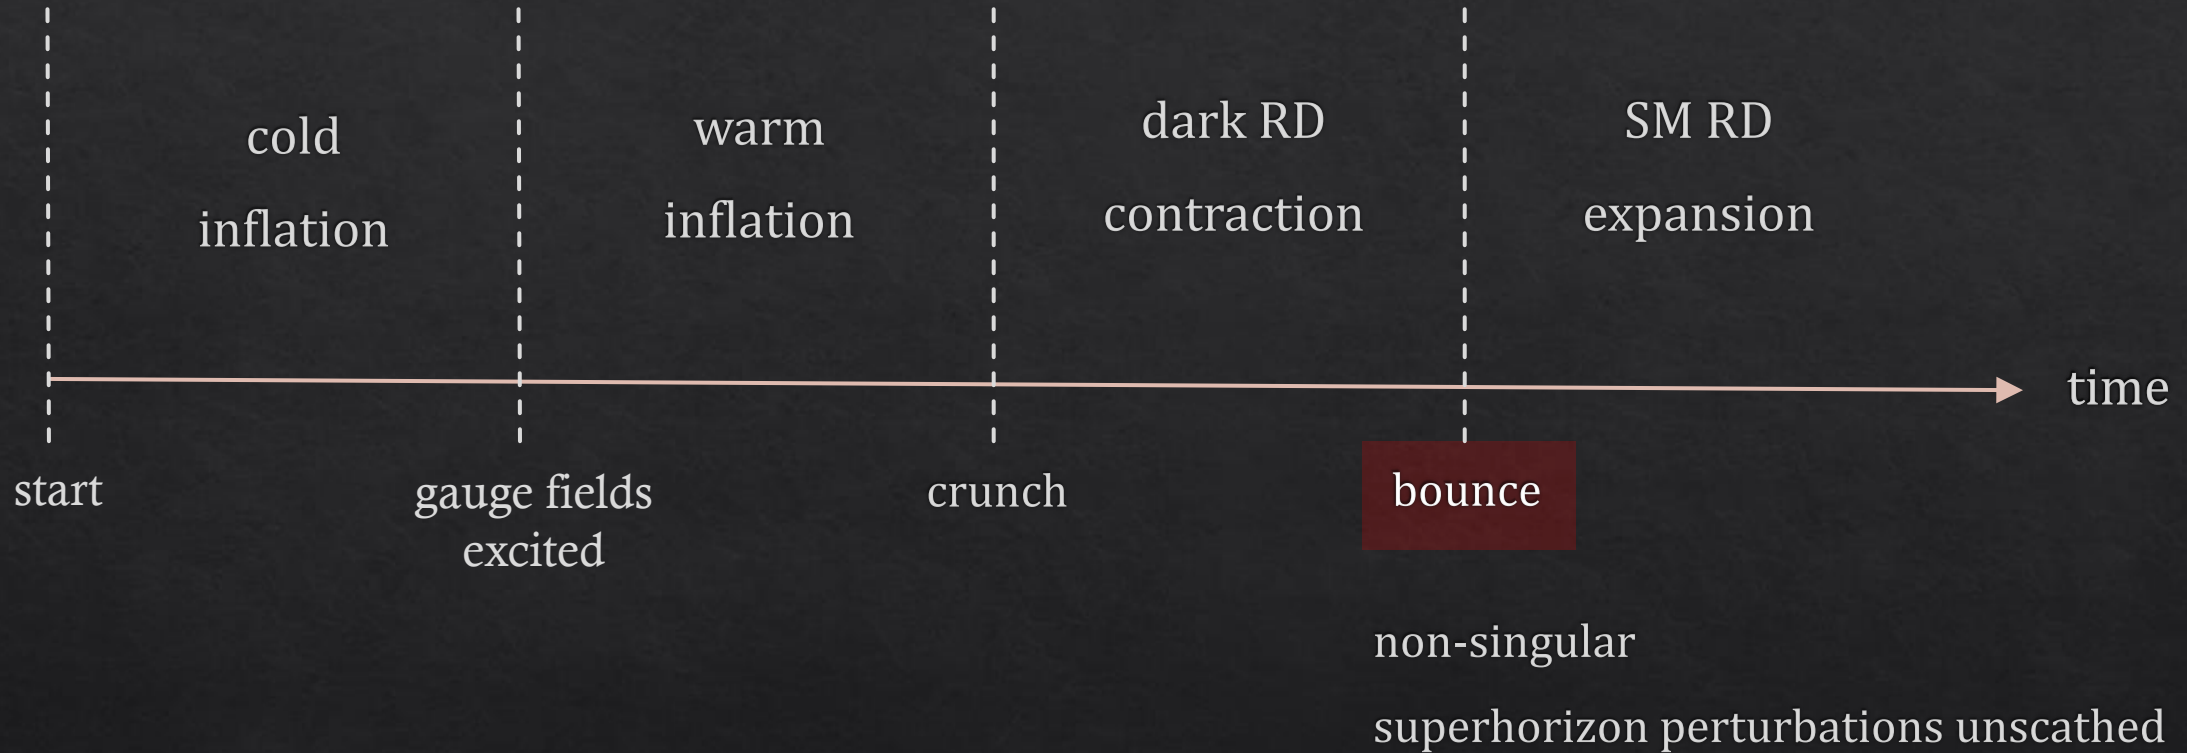 cold
inflation
warm
inflation
dark RD
contraction
SM RD
expansion
time
start
gauge fields
excited
crunch
bounce
non-singular
superhorizon perturbations unscathed